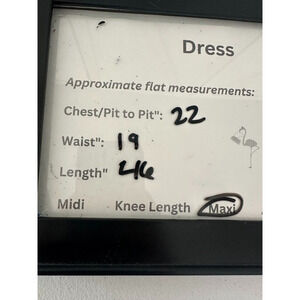 Dress
Approximate flat measurements:
Chest/Pit to Pit": 22
Waist": 19
Length" 46
Midi Knee Length Maxi